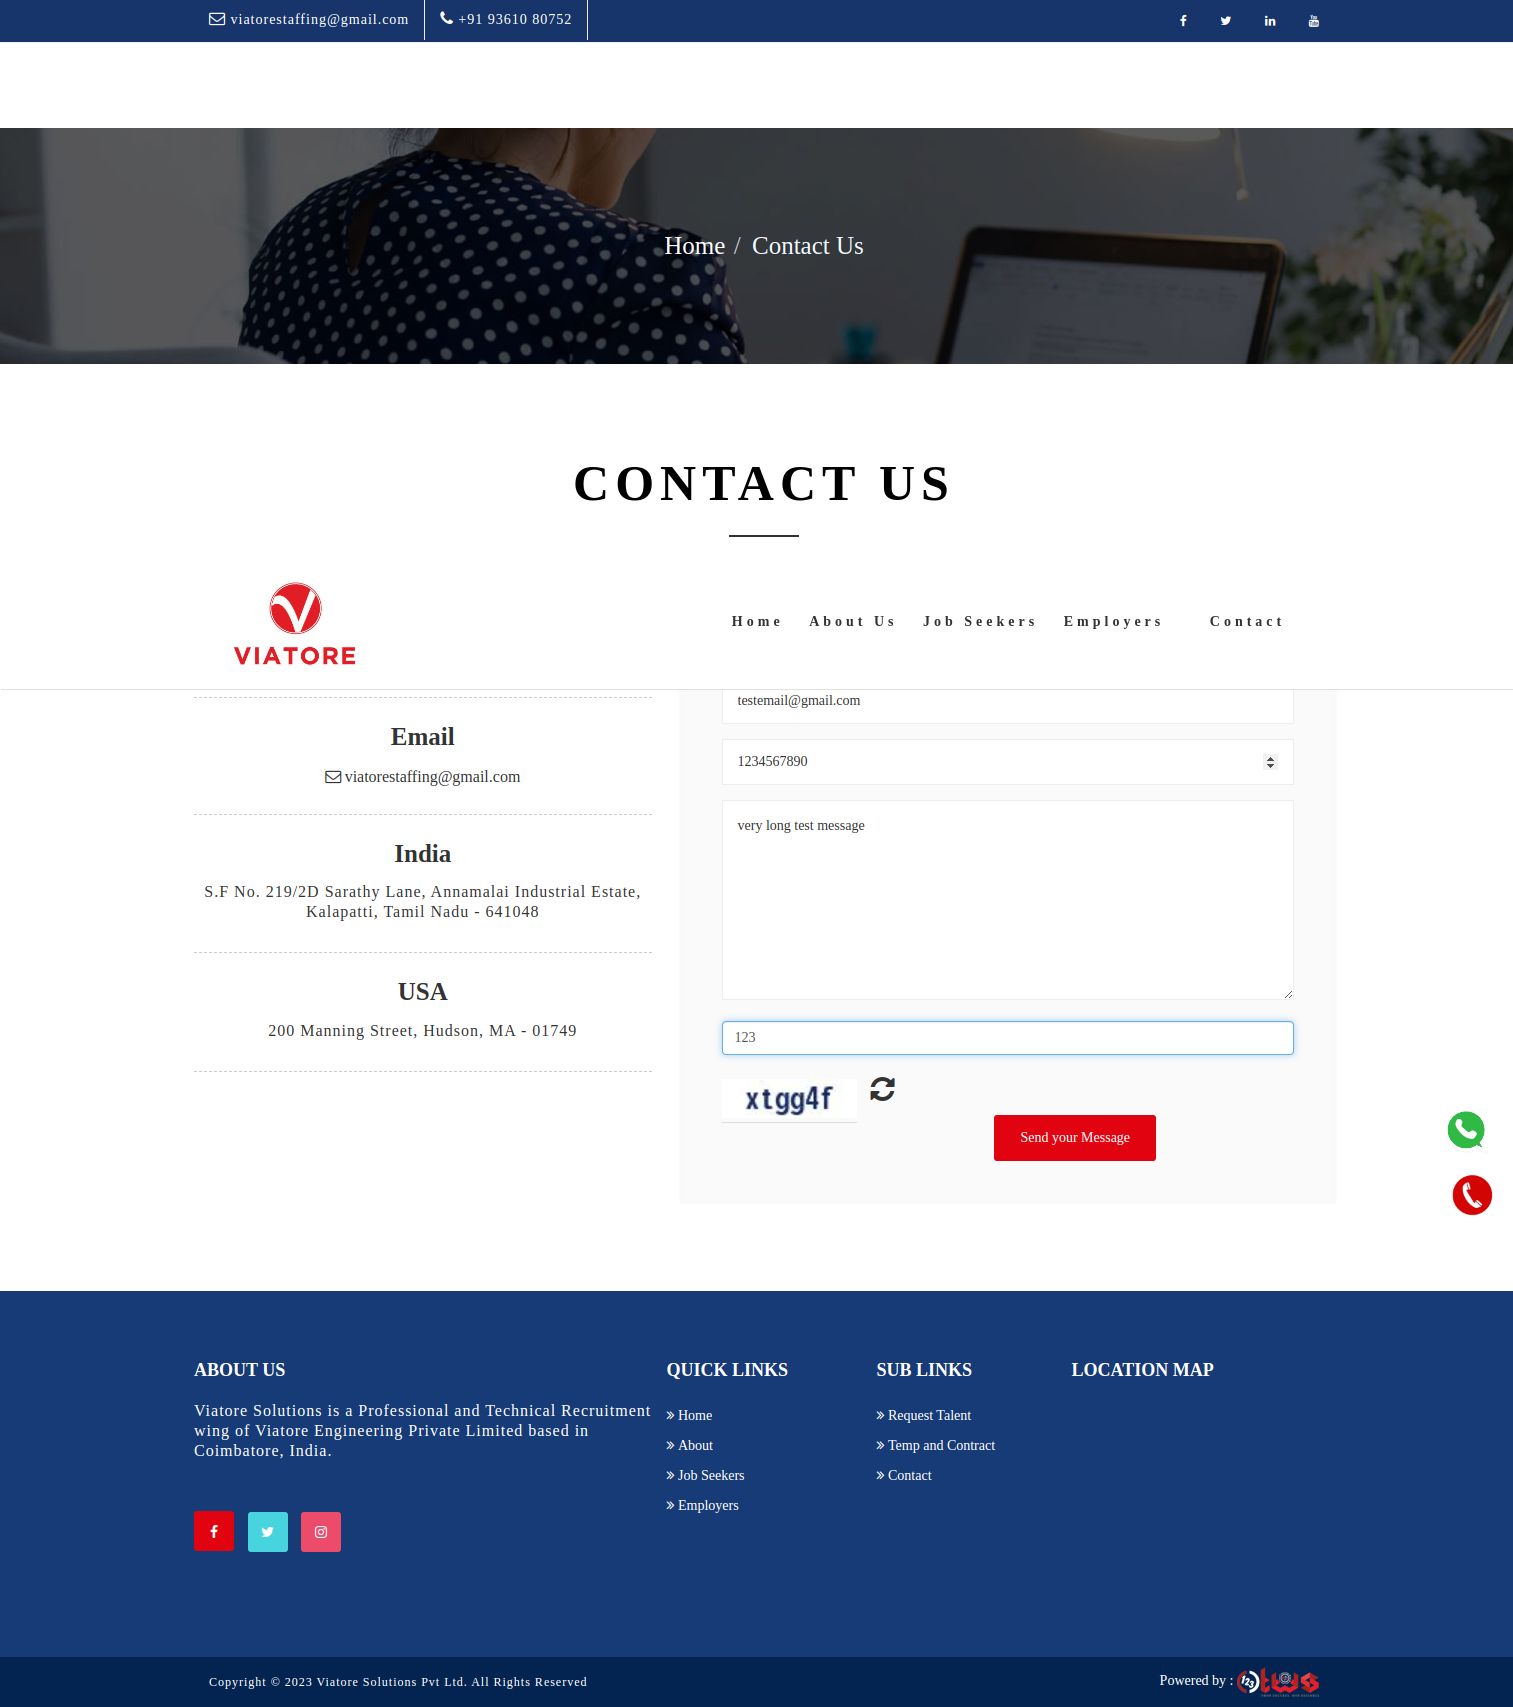 viatorestaffing@gmail.com
+91 93610 80752
Home / Contact Us
CONTACT US
VIATORE
Home About Us Job Seekers Employers Contact
testemail@gmail.com
Email
viatorestaffing@gmail.com
1234567890
very long test message
India
S.F No. 219/2D Sarathy Lane, Annamalai Industrial Estate,
Kalapatti, Tamil Nadu - 641048
USA
200 Manning Street, Hudson, MA - 01749
123
xtgg4f
Send your Message
ABOUT US
Viatore Solutions is a Professional and Technical Recruitment
wing of Viatore Engineering Private Limited based in
Coimbatore, India.
QUICK LINKS
» Home
» About
» Job Seekers
» Employers
SUB LINKS
» Request Talent
» Temp and Contract
» Contact
LOCATION MAP
Copyright © 2023 Viatore Solutions Pvt Ltd. All Rights Reserved
Powered by : 123 tws